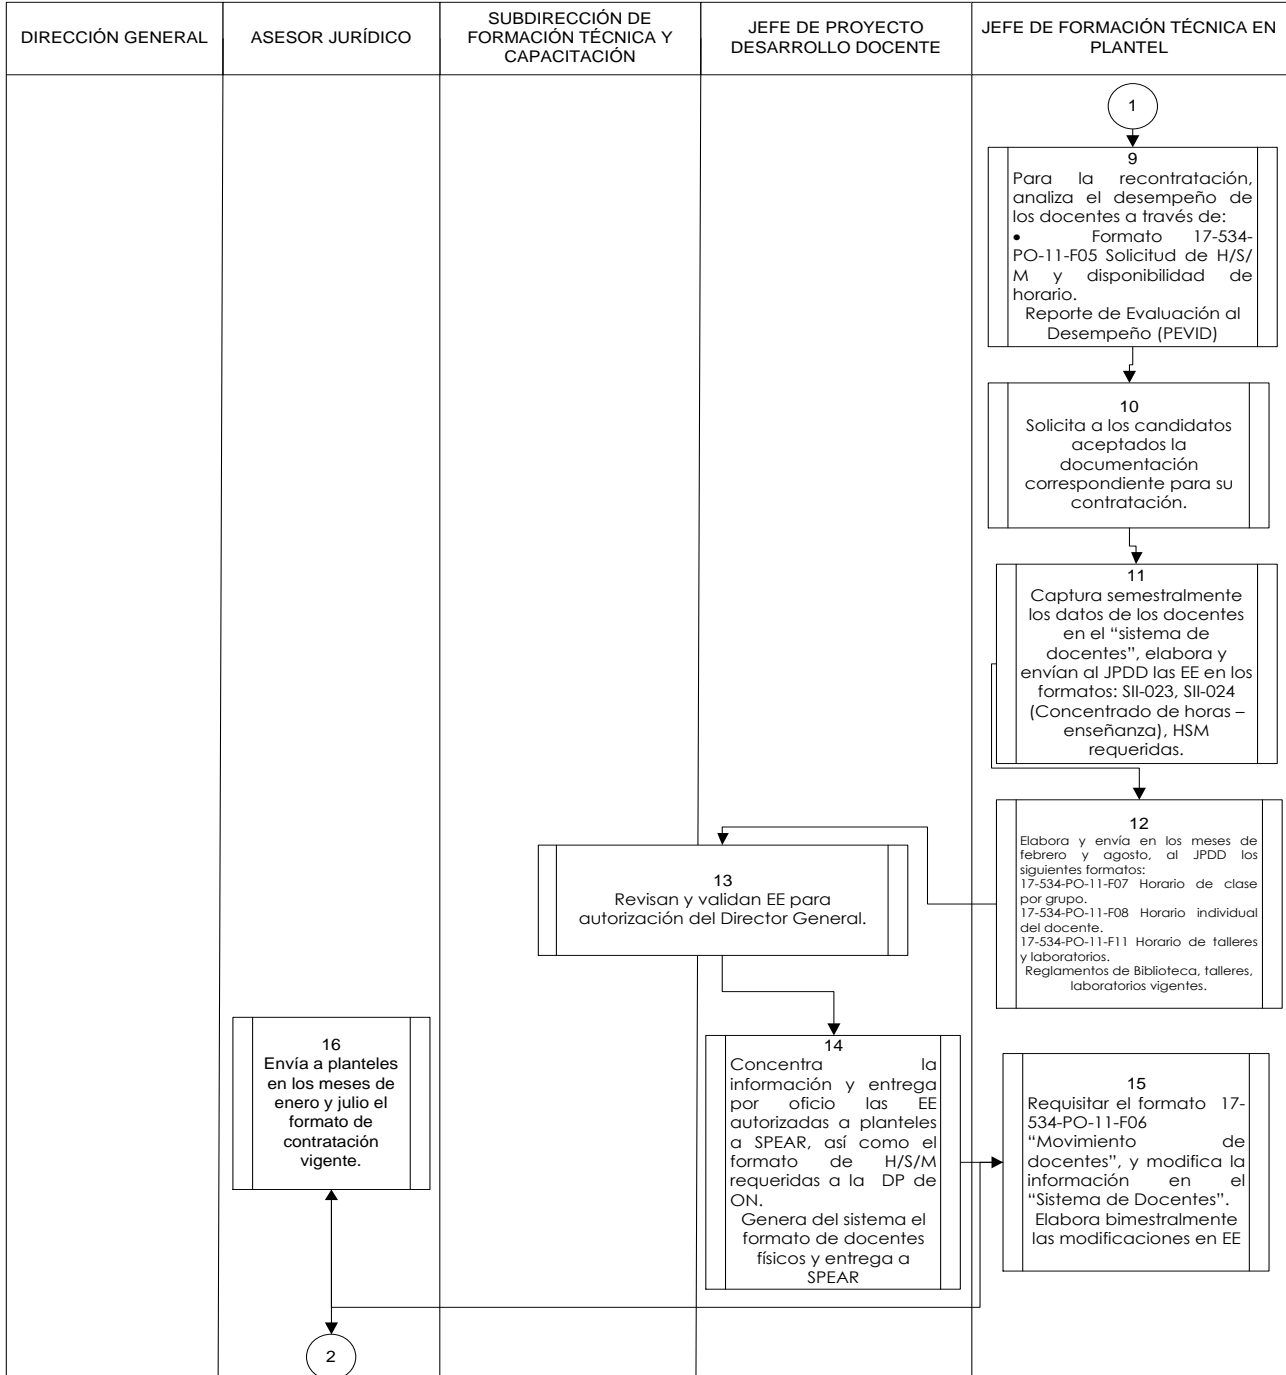 DIRECCIÓN GENERAL
ASESOR JURÍDICO
SUBDIRECCIÓN DE
FORMACIÓN TÉCNICA Y
CAPACITACIÓN
JEFE DE PROYECTO
DESARROLLO DOCENTE
JEFE DE FORMACIÓN TÉCNICA EN
PLANTEL
1
9
Para la recontratación,
analiza el desempeño de
los docentes a través de:
• Formato 17-534-
PO-11-F05 Solicitud de H/S/
M y disponibilidad de
horario.
Reporte de Evaluación al
Desempeño (PEVID)
10
Solicita a los candidatos
aceptados la
documentación
correspondiente para su
contratación.
11
Captura semestralmente
los datos de los docentes
en el “sistema de
docentes”, elabora y
envían al JPDD las EE en los
formatos: SII-023, SII-024
(Concentrado de horas –
enseñanza), HSM
requeridas.
12
Elabora y envía en los meses de
febrero y agosto, al JPDD los
siguientes formatos:
17-534-PO-11-F07 Horario de clase
por grupo.
17-534-PO-11-F08 Horario individual
del docente.
17-534-PO-11-F11 Horario de talleres
y laboratorios.
Reglamentos de Biblioteca, talleres,
laboratorios vigentes.
13
Revisan y validan EE para
autorización del Director General.
14
Concentra la
información y entrega
por oficio las EE
autorizadas a planteles
a SPEAR, así como el
formato de H/S/M
requeridas a la DP de
ON.
Genera del sistema el
formato de docentes
físicos y entrega a
SPEAR
15
Requisitar el formato 17-
534-PO-11-F06
“Movimiento de
docentes”, y modifica la
información en el
“Sistema de Docentes”.
Elabora bimestralmente
las modificaciones en EE
16
Envía a planteles
en los meses de
enero y julio el
formato de
contratación
vigente.
2